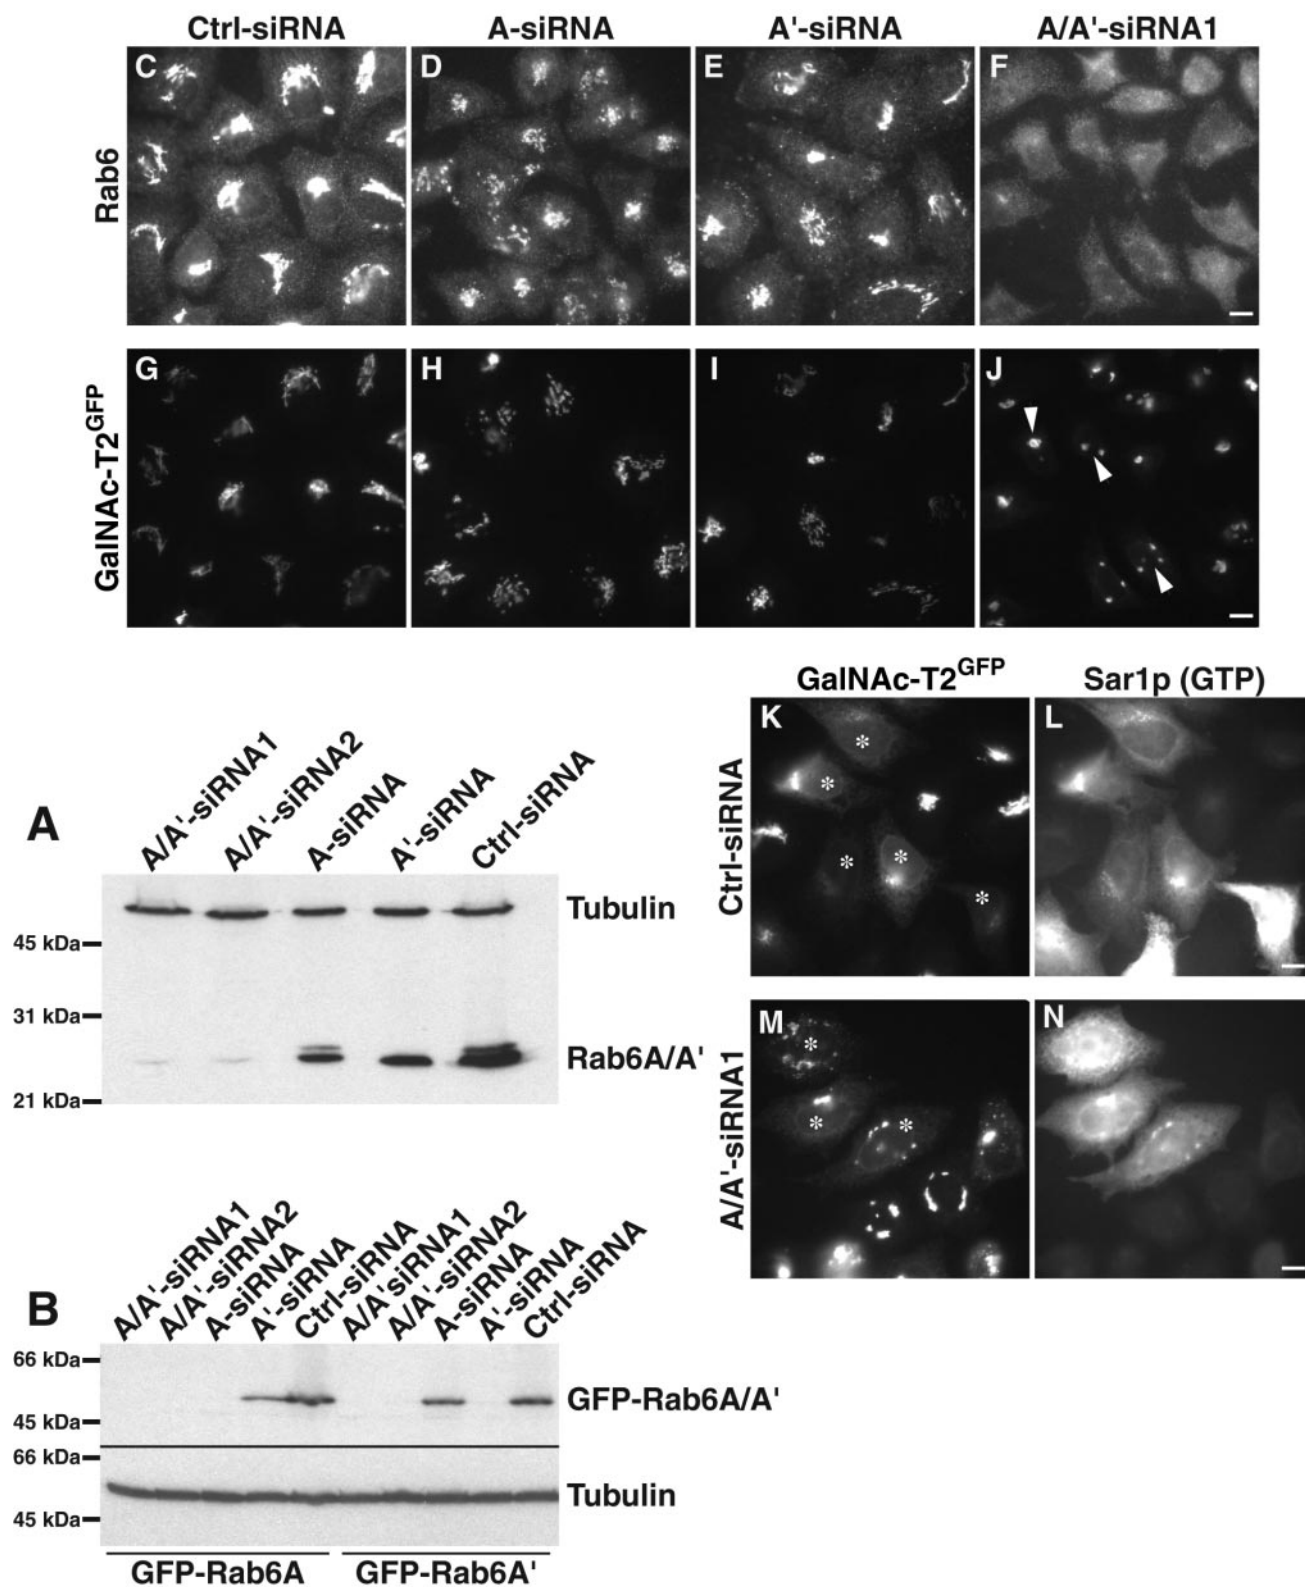 Ctrl-siRNA A-siRNA A'-siRNA A/A'-siRNA1
Rab6
C D E F
GalNAc-T2GFP
G H I J
A
A/A'-siRNA1 A/A'-siRNA2 A-siRNA A'-siRNA Ctrl-siRNA
Tubulin
45 kDa
31 kDa
Rab6A/A'
21 kDa
B
A/A'-siRNA1 A/A'-siRNA2 A-siRNA A'-siRNA Ctrl-siRNA A/A'siRNA1 A/A'-siRNA2 A-siRNA A'-siRNA Ctrl-siRNA
66 kDa
GFP-Rab6A/A'
45 kDa
66 kDa
Tubulin
45 kDa
GFP-Rab6A GFP-Rab6A'
GalNAc-T2GFP Sar1p (GTP)
Ctrl-siRNA
K L
* * * * *
A/A'-siRNA1
M N
* * *